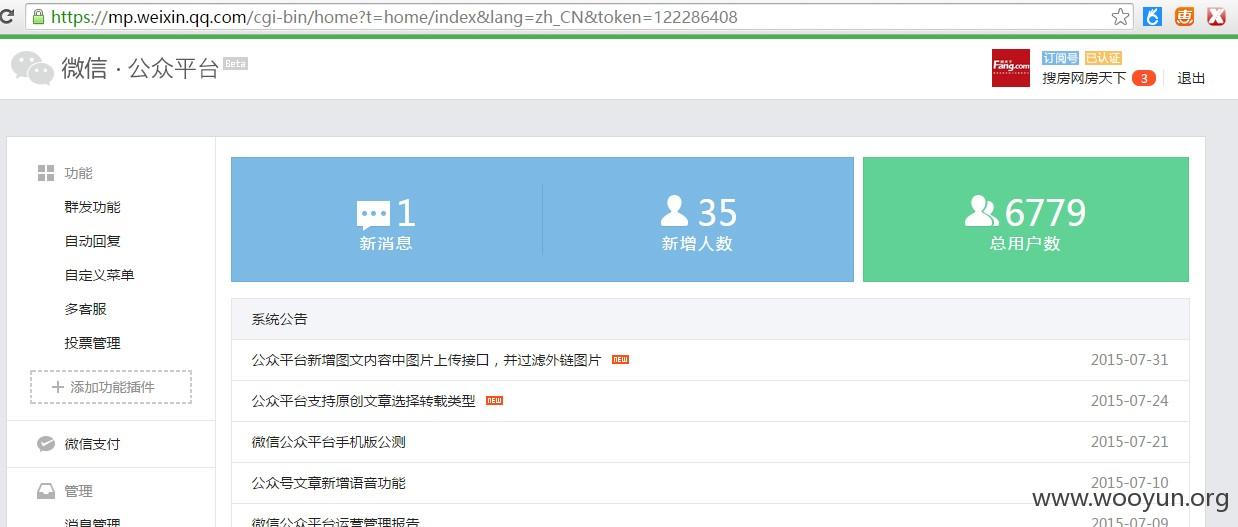 https://mp.weixin.qq.com/cgi-bin/home?t=home/index&lang=zh_CN&token=122286408
微信·公众平台 Beta
Fang.com
订阅号 已认证
搜房网房天下 3 退出
功能
群发功能
自动回复
自定义菜单
多客服
投票管理
添加功能插件
微信支付
管理
消息管理
1
新消息
35
新增人数
6779
总用户数
系统公告
公众平台新增图文内容中图片上传接口，并过滤外链图片 NEW 2015-07-31
公众平台支持原创文章选择转载类型 NEW 2015-07-24
微信公众平台手机版公测 2015-07-21
公众号文章新增语音功能 2015-07-10
微信公众平台运营管理报告 2015-07-09
www.wooyun.org